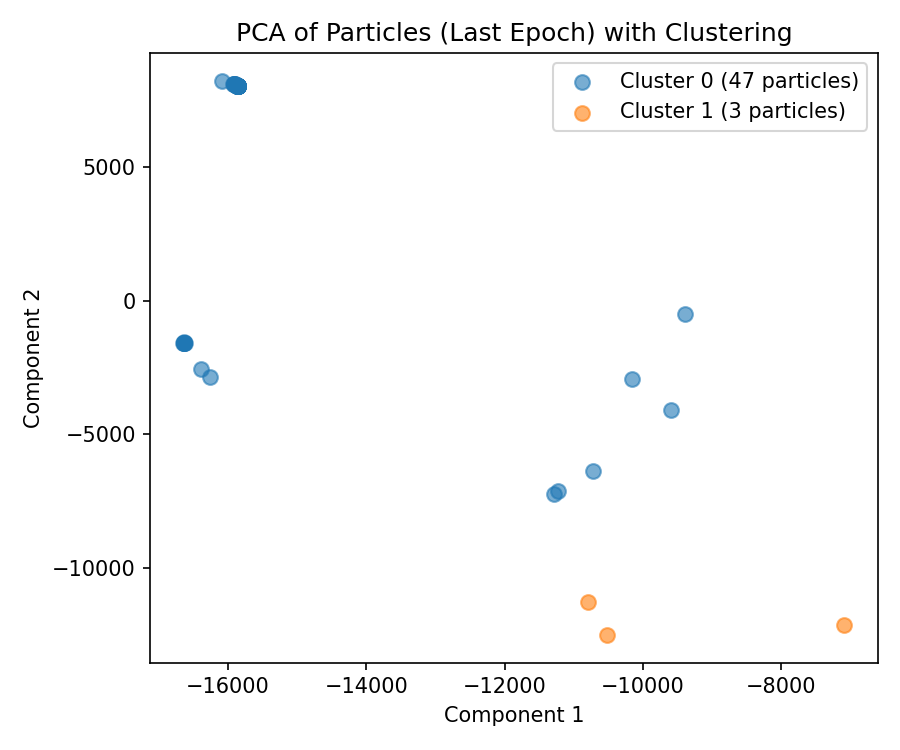 PCA of Particles (Last Epoch) with Clustering
Cluster 0 (47 particles)
Cluster 1 (3 particles)
5000
0
−5000
−10000
Component 2
−16000
−14000
−12000
−10000
−8000
Component 1